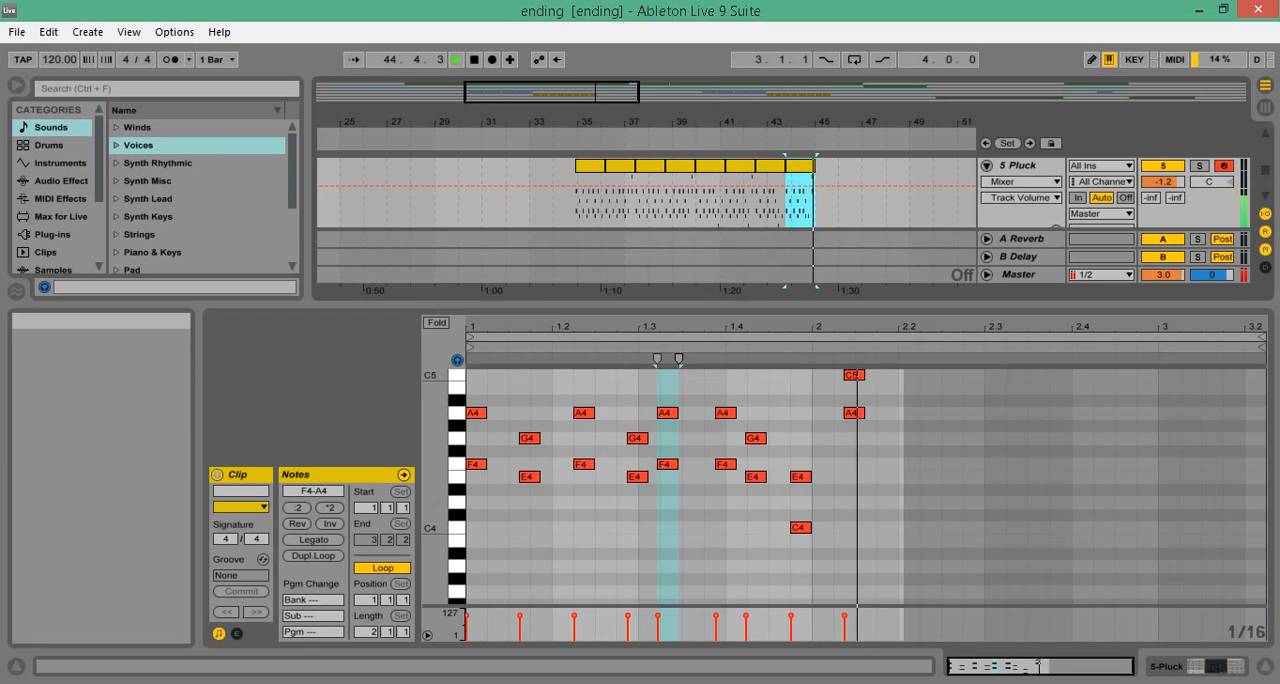 Live ending [ending] - Ableton Live 9 Suite
File Edit Create View Options Help
TAP 120.00 4 / 4 1 Bar 44. 4. 3 3. 1. 1 4. 0. 0 KEY MIDI 14 % D
Search (Ctrl + F)
CATEGORIES Name
Sounds Winds
Drums Voices
Instruments Synth Rhythmic
Audio Effect Synth Misc
MIDI Effects Synth Lead
Max for Live Synth Keys
Plug-ins Strings
Clips Piano & Keys
Samples Pad
25 27 29 31 33 35 37 39 41 43 45 47 49 51
Set
5 Pluck All Ins 5 S
Mixer All Channe -1.2 C
Track Volume In Auto Off -inf -inf
Master
A Reverb A S Post
B Delay B S Post
Off Master 1/2 3.0 0
0:50 1:00 1:10 1:20 1:30
Fold 1 1.2 1.3 1.4 2 2.2 2.3 2.4 3 3.2
C5
A4 A4 A4 A4 A4
G4 G4 G4
F4 F4 F4 F4
E4 E4 E4 E4
C4 C4
127
1
1/16
Clip
Signature
4 / 4
Groove
None
Commit
<< >>
E
Notes
F4-A4
:2 *2
Rev Inv
Legato
Dupl.Loop
Pgm Change
Bank ---
Sub ---
Pgm ---
Start Set
1 1 1
End Set
3 2 2
Loop
Position Set
1 1 1
Length Set
2 1 1
5-Pluck